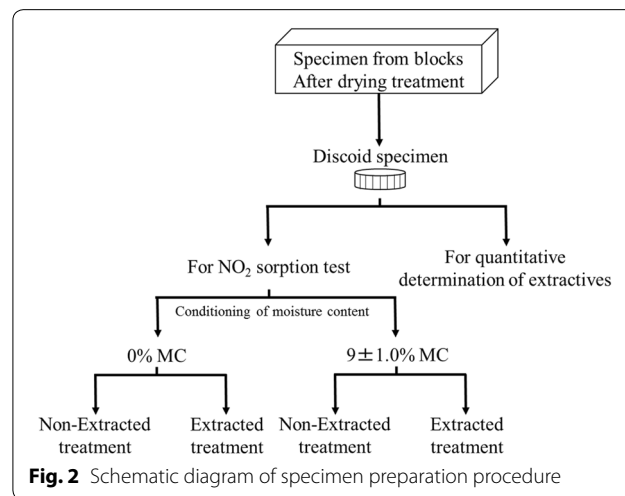 Specimen from blocks
After drying treatment
Discoid specimen
For NO₂ sorption test
For quantitative
determination of extractives
Conditioning of moisture content
0% MC
9±1.0% MC
Non-Extracted
treatment
Extracted
treatment
Non-Extracted
treatment
Extracted
treatment
Fig. 2 Schematic diagram of specimen preparation procedure